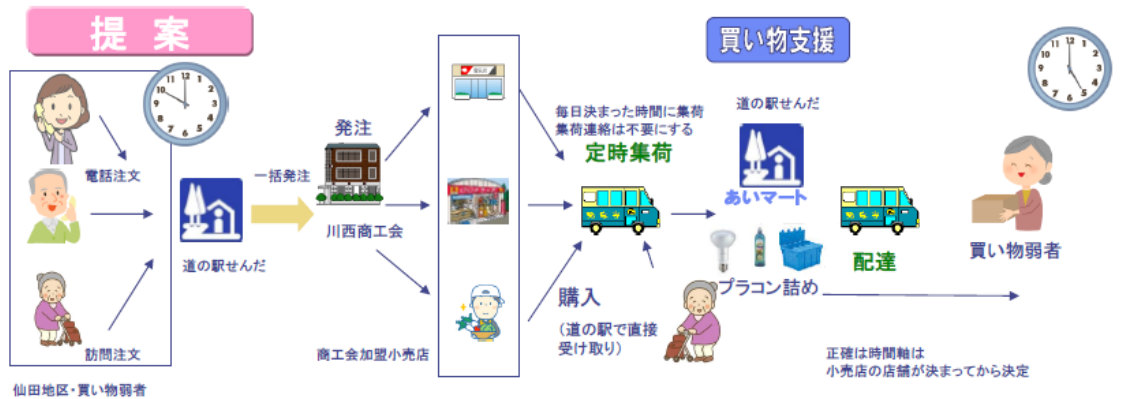 提 案
買い物支援
電話注文
訪問注文
仙田地区・買い物弱者
道の駅せんだ
一括発注
発注
川西商工会
商工会加盟小売店
毎日決まった時間に集荷
集荷連絡は不要にする
定時集荷
購入
(道の駅で直接
受け取り)
道の駅せんだ
あいマート
プラコン詰め
配達
買い物弱者
正確は時間軸は
小売店の店舗が決まってから決定